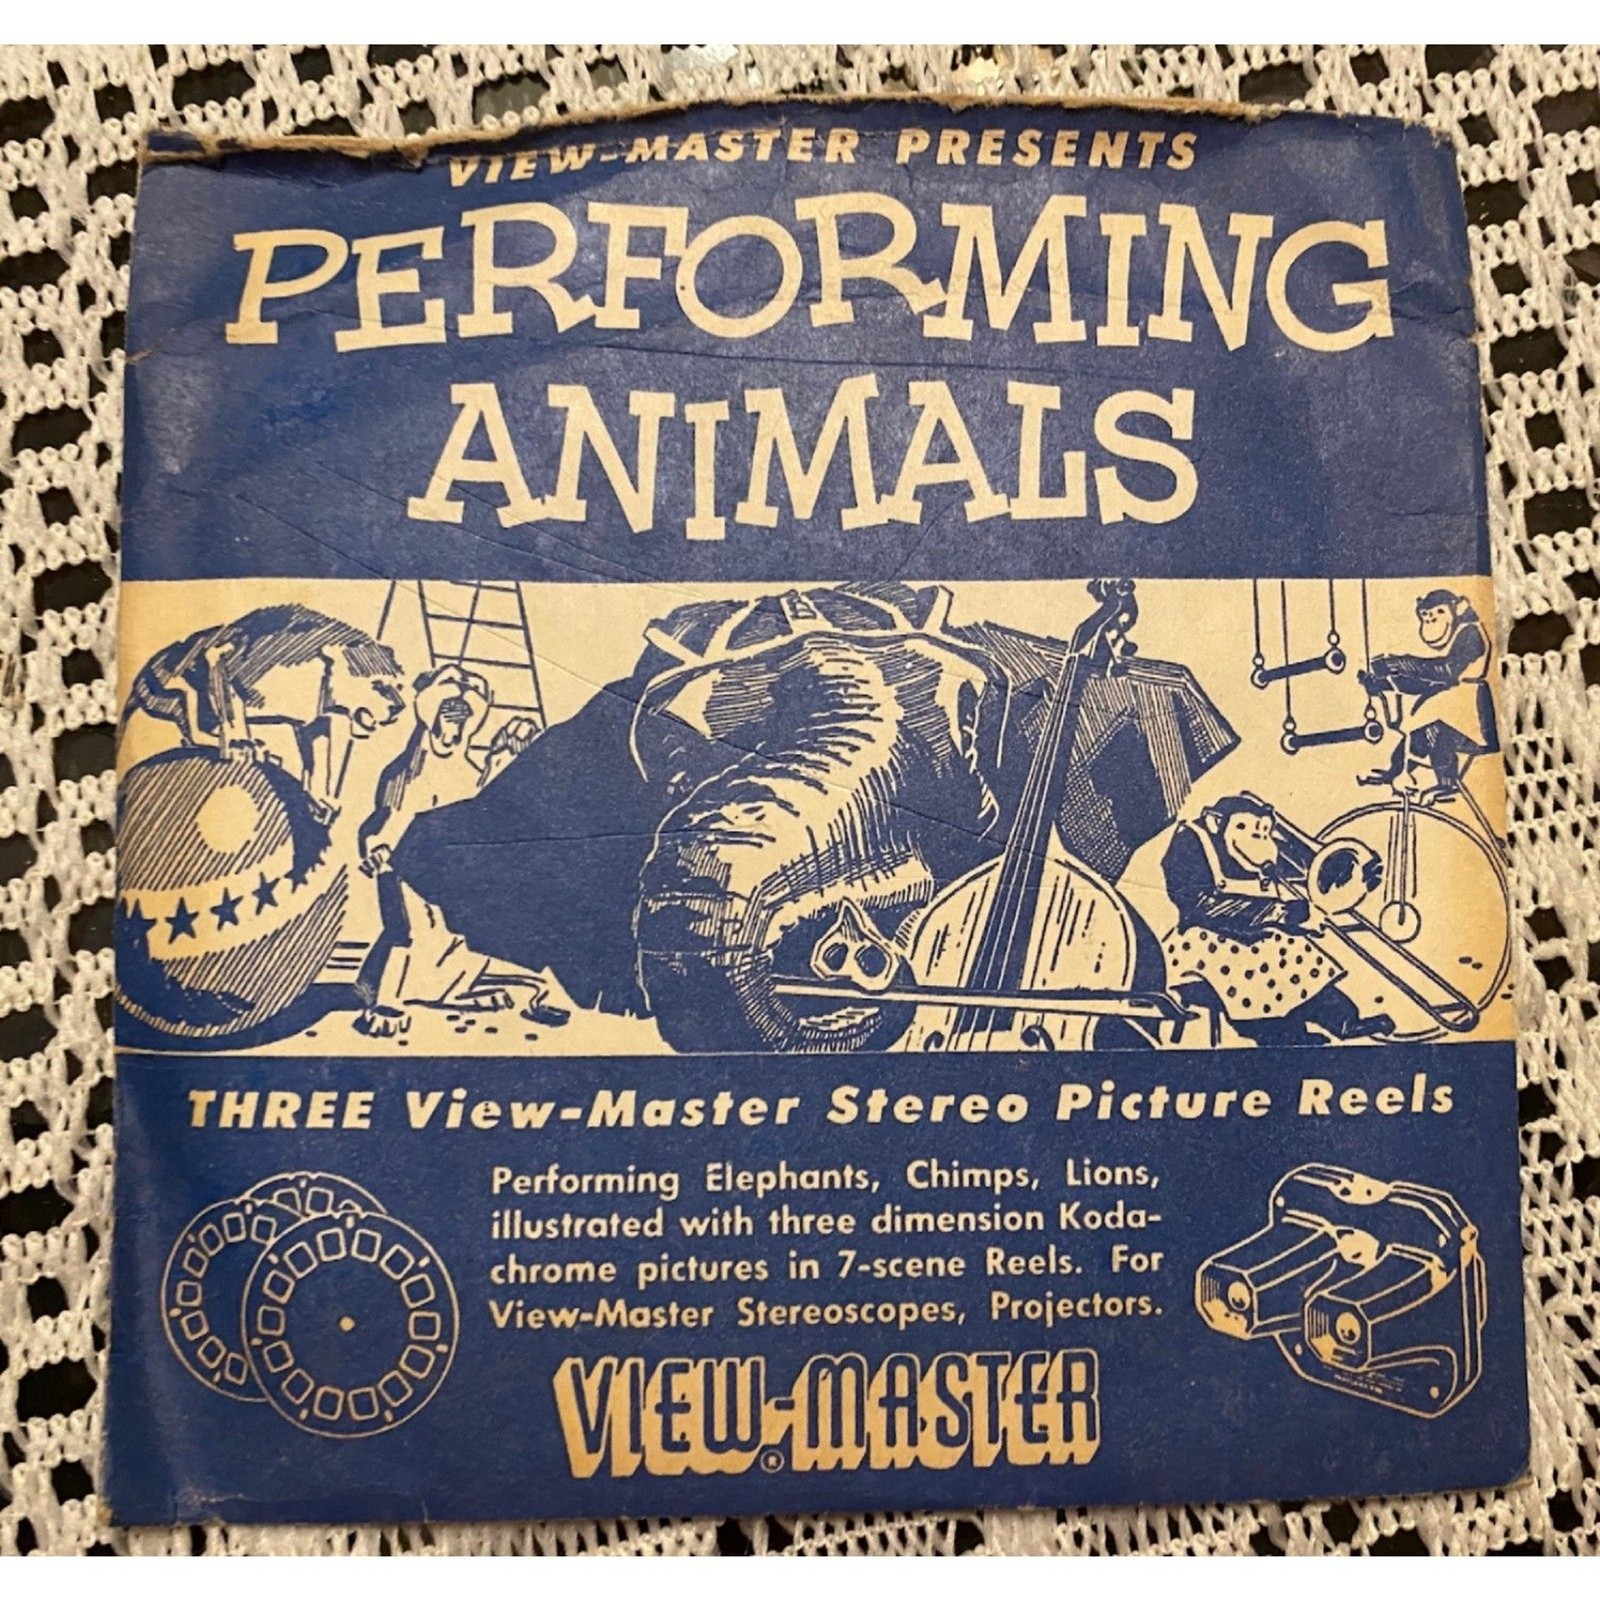 VIEW-MASTER PRESENTS
PERFORMING
ANIMALS
THREE View-Master Stereo Picture Reels
Performing Elephants, Chimps, Lions,
illustrated with three dimension Koda-
chrome pictures in 7-scene Reels. For
View-Master Stereoscopes, Projectors.
VIEW-MASTER
®